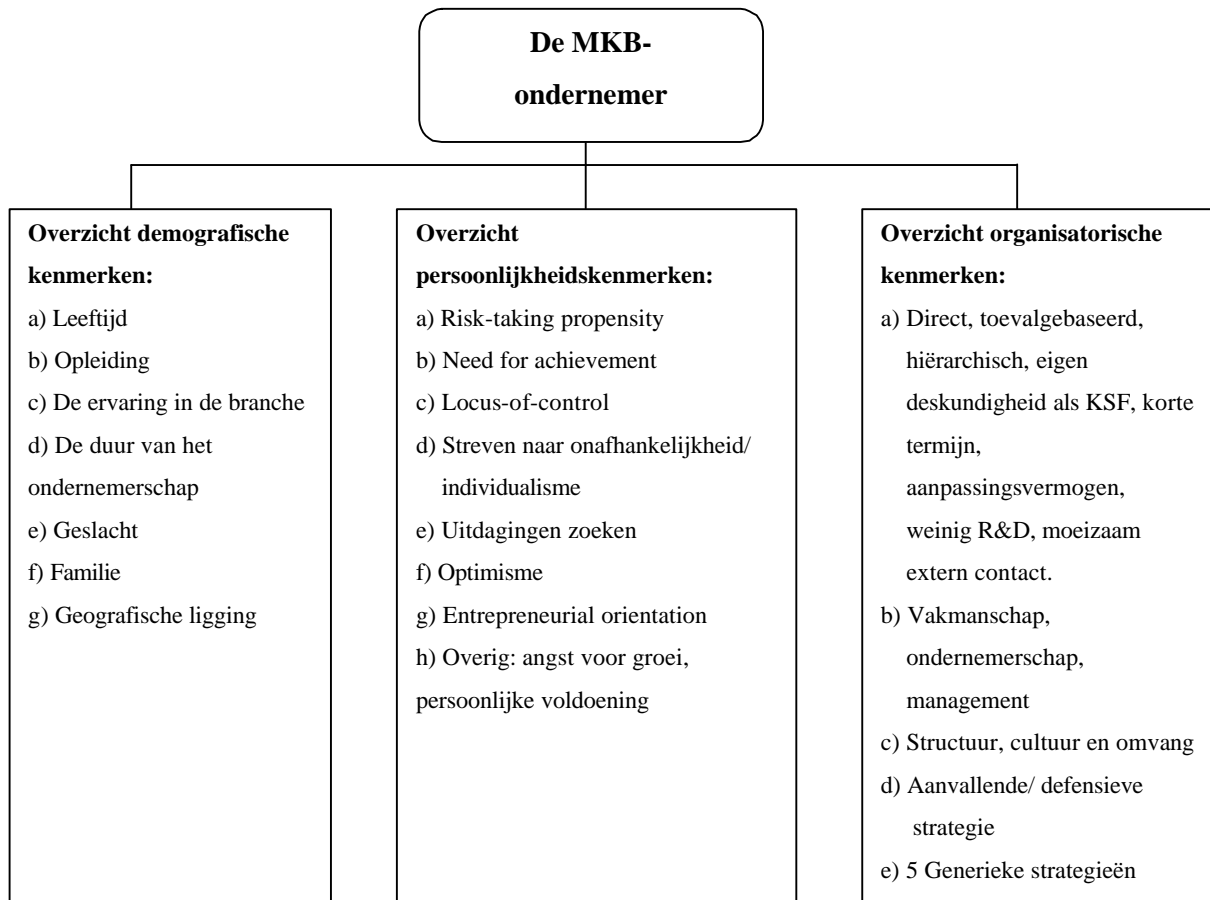 De MKB-
ondernemer
Overzicht demografische
kenmerken:
a) Leeftijd
b) Opleiding
c) De ervaring in de branche
d) De duur van het
ondernemerschap
e) Geslacht
f) Familie
g) Geografische ligging
Overzicht
persoonlijkheidskenmerken:
a) Risk-taking propensity
b) Need for achievement
c) Locus-of-control
d) Streven naar onafhankelijkheid/
individualisme
e) Uitdagingen zoeken
f) Optimisme
g) Entrepreneurial orientation
h) Overig: angst voor groei,
persoonlijke voldoening
Overzicht organisatorische
kenmerken:
a) Direct, toevalgebaseerd,
hiërarchisch, eigen
deskundigheid als KSF, korte
termijn,
aanpassingsvermogen,
weinig R&D, moeizaam
extern contact.
b) Vakmanschap,
ondernemerschap,
management
c) Structuur, cultuur en omvang
d) Aanvallende/ defensieve
strategie
e) 5 Generieke strategieën